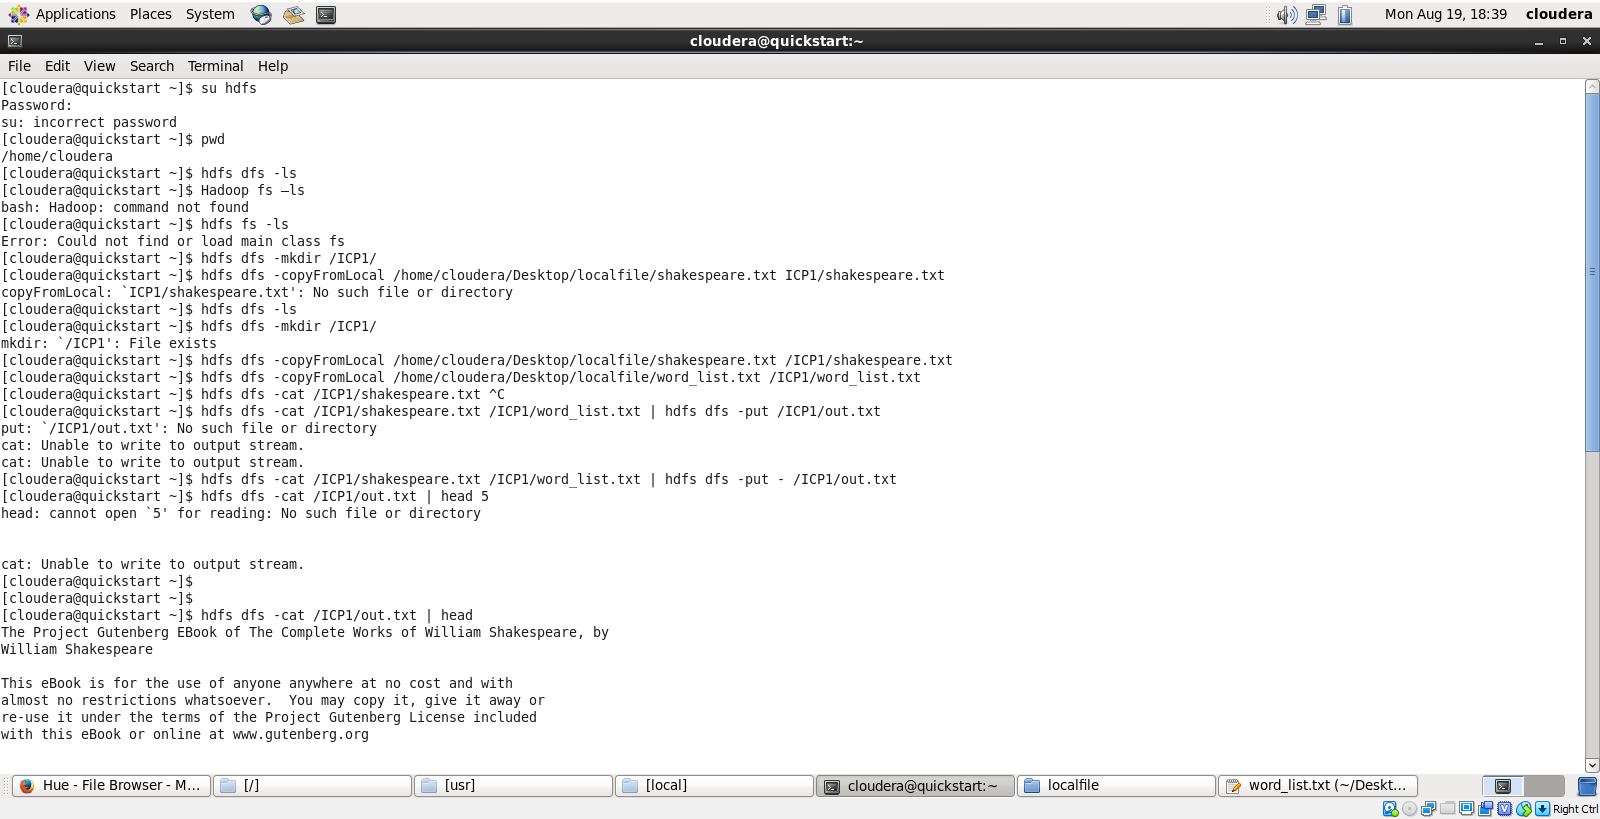 Applications Places System Mon Aug 19, 18:39 cloudera
cloudera@quickstart:~
File Edit View Search Terminal Help
[cloudera@quickstart ~]$ su hdfs
Password:
su: incorrect password
[cloudera@quickstart ~]$ pwd
/home/cloudera
[cloudera@quickstart ~]$ hdfs dfs -ls
[cloudera@quickstart ~]$ Hadoop fs –ls
bash: Hadoop: command not found
[cloudera@quickstart ~]$ hdfs fs -ls
Error: Could not find or load main class fs
[cloudera@quickstart ~]$ hdfs dfs -mkdir /ICP1/
[cloudera@quickstart ~]$ hdfs dfs -copyFromLocal /home/cloudera/Desktop/localfile/shakespeare.txt ICP1/shakespeare.txt
copyFromLocal: `ICP1/shakespeare.txt': No such file or directory
[cloudera@quickstart ~]$ hdfs dfs -ls
[cloudera@quickstart ~]$ hdfs dfs -mkdir /ICP1/
mkdir: `/ICP1': File exists
[cloudera@quickstart ~]$ hdfs dfs -copyFromLocal /home/cloudera/Desktop/localfile/shakespeare.txt /ICP1/shakespeare.txt
[cloudera@quickstart ~]$ hdfs dfs -copyFromLocal /home/cloudera/Desktop/localfile/word_list.txt /ICP1/word_list.txt
[cloudera@quickstart ~]$ hdfs dfs -cat /ICP1/shakespeare.txt ^C
[cloudera@quickstart ~]$ hdfs dfs -cat /ICP1/shakespeare.txt /ICP1/word_list.txt | hdfs dfs -put /ICP1/out.txt
put: `/ICP1/out.txt': No such file or directory
cat: Unable to write to output stream.
cat: Unable to write to output stream.
[cloudera@quickstart ~]$ hdfs dfs -cat /ICP1/shakespeare.txt /ICP1/word_list.txt | hdfs dfs -put - /ICP1/out.txt
[cloudera@quickstart ~]$ hdfs dfs -cat /ICP1/out.txt | head 5
head: cannot open `5' for reading: No such file or directory
cat: Unable to write to output stream.
[cloudera@quickstart ~]$
[cloudera@quickstart ~]$
[cloudera@quickstart ~]$ hdfs dfs -cat /ICP1/out.txt | head
The Project Gutenberg EBook of The Complete Works of William Shakespeare, by
William Shakespeare
This eBook is for the use of anyone anywhere at no cost and with
almost no restrictions whatsoever.  You may copy it, give it away or
re-use it under the terms of the Project Gutenberg License included
with this eBook or online at www.gutenberg.org
Hue - File Browser - M... [/] [usr] [local] cloudera@quickstart:~ localfile word_list.txt (~/Deskt...
Right Ctrl